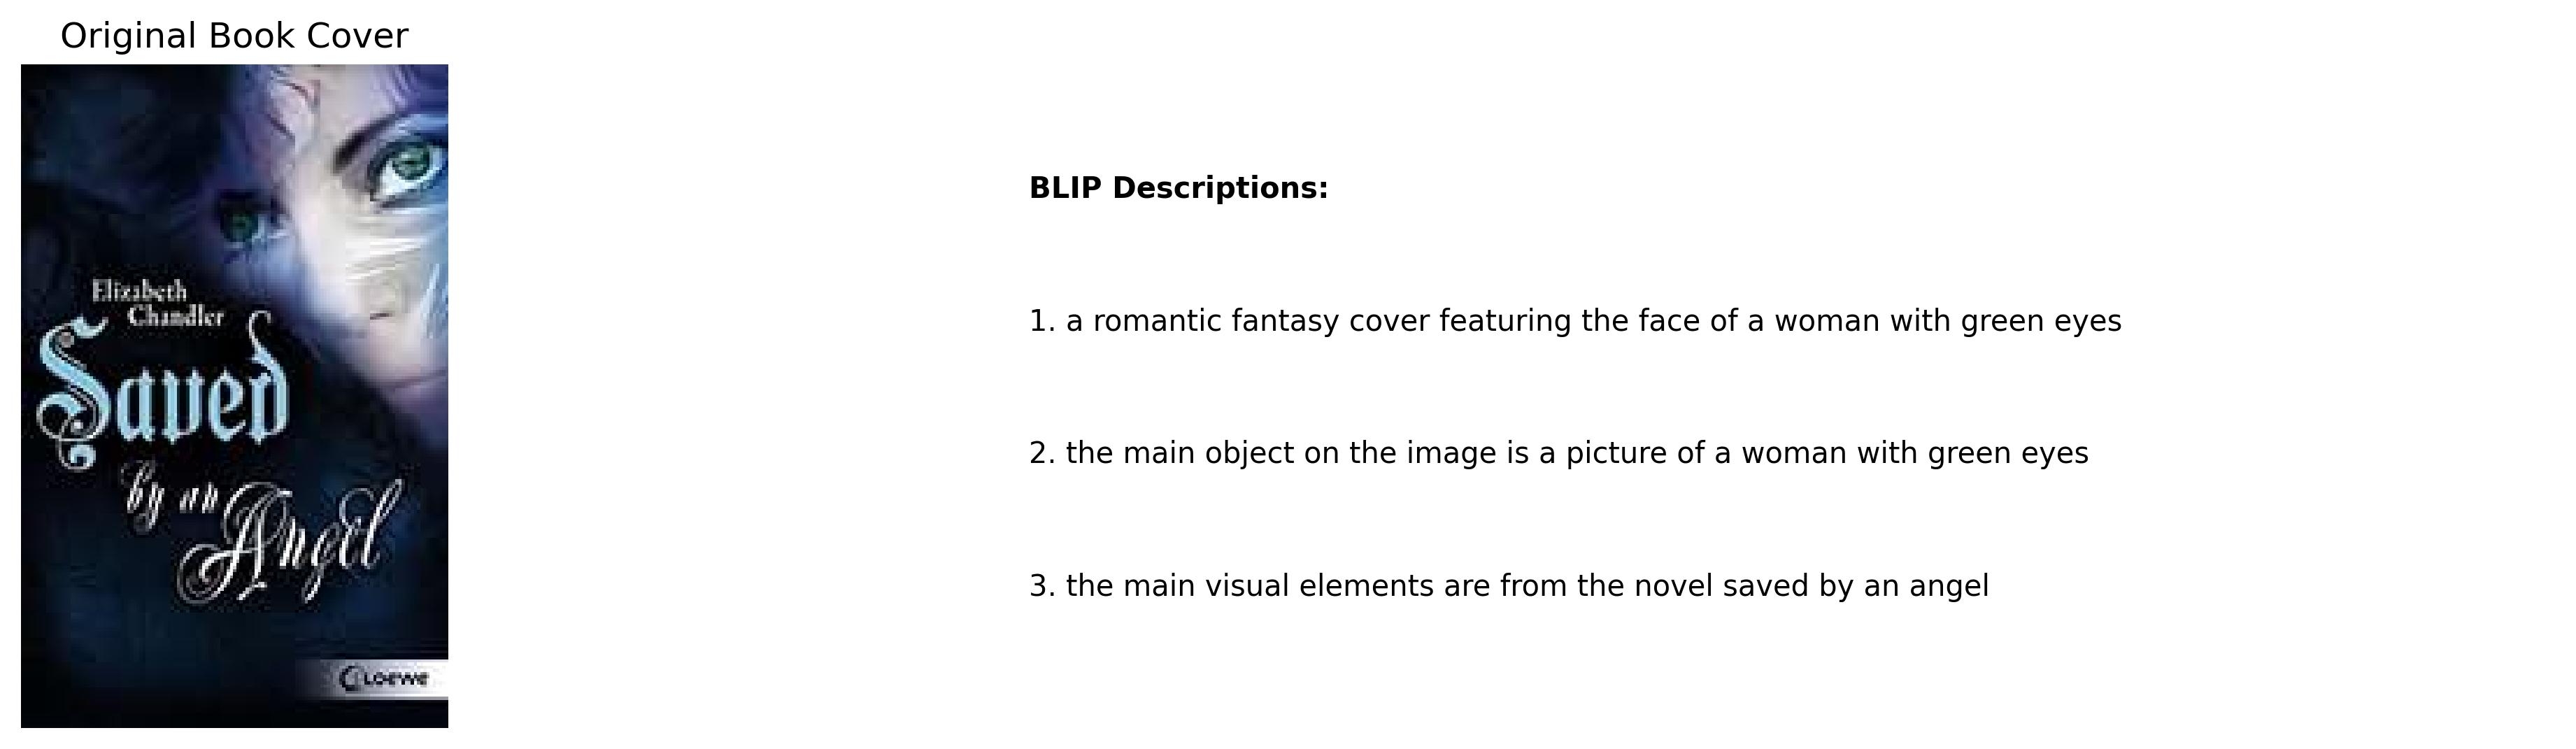 Original Book Cover
Elizabeth
Chandler
Saved
by an
Angel
LOEWE
BLIP Descriptions:
1. a romantic fantasy cover featuring the face of a woman with green eyes
2. the main object on the image is a picture of a woman with green eyes
3. the main visual elements are from the novel saved by an angel